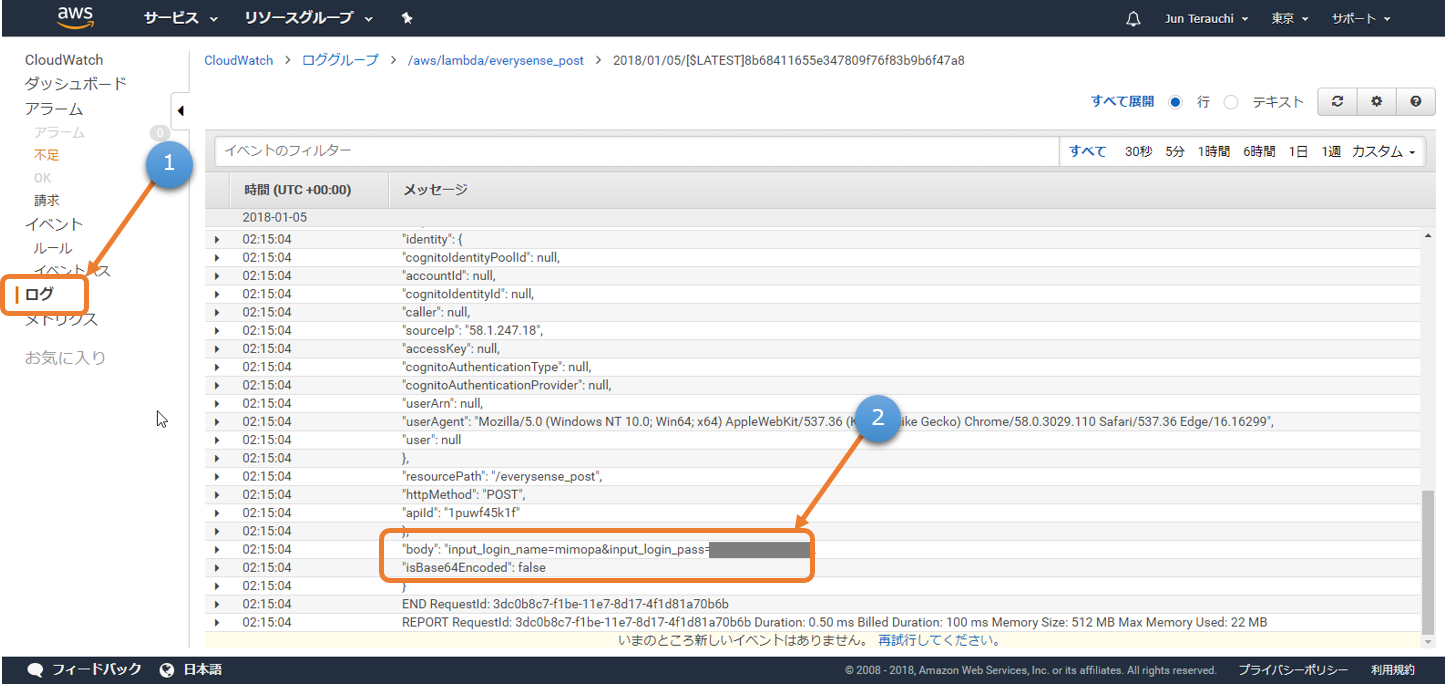 aws サービス リソースグループ Jun Terauchi 東京 サポート
CloudWatch
ダッシュボード
アラーム
アラーム 0
不足
OK
請求
イベント
ルール
イベントバス
ログ
メトリクス
お気に入り
1
CloudWatch > ロググループ > /aws/lambda/everysense_post > 2018/01/05/[$LATEST]8b68411655e347809f76f83b9b6f47a8
すべて展開 行 テキスト
イベントのフィルター すべて 30秒 5分 1時間 6時間 1日 1週 カスタム
時間 (UTC +00:00) メッセージ
2018-01-05
02:15:04 "identity": {
02:15:04 "cognitoIdentityPoolId": null,
02:15:04 "accountId": null,
02:15:04 "cognitoIdentityId": null,
02:15:04 "caller": null,
02:15:04 "sourceIp": "58.1.247.18",
02:15:04 "accessKey": null,
02:15:04 "cognitoAuthenticationType": null,
02:15:04 "cognitoAuthenticationProvider": null,
02:15:04 "userArn": null,
02:15:04 "userAgent": "Mozilla/5.0 (Windows NT 10.0; Win64; x64) AppleWebKit/537.36 Gecko) Chrome/58.0.3029.110 Safari/537.36 Edge/16.16299",
2
02:15:04 "user": null
02:15:04 },
02:15:04 "resourcePath": "/everysense_post",
02:15:04 "httpMethod": "POST",
02:15:04 "apiId": "1puwf45k1f"
02:15:04 },
02:15:04 "body": "input_login_name=mimopa&input_login_pass=
02:15:04 "isBase64Encoded": false
02:15:04 }
02:15:04 END RequestId: 3dc0b8c7-f1be-11e7-8d17-4f1d81a70b6b
02:15:04 REPORT RequestId: 3dc0b8c7-f1be-11e7-8d17-4f1d81a70b6b Duration: 0.50 ms Billed Duration: 100 ms Memory Size: 512 MB Max Memory Used: 22 MB
いまのところ新しいイベントはありません。 再試行してください。
フィードバック 日本語 © 2008 - 2018, Amazon Web Services, Inc. or its affiliates. All rights reserved. プライバシーポリシー 利用規約